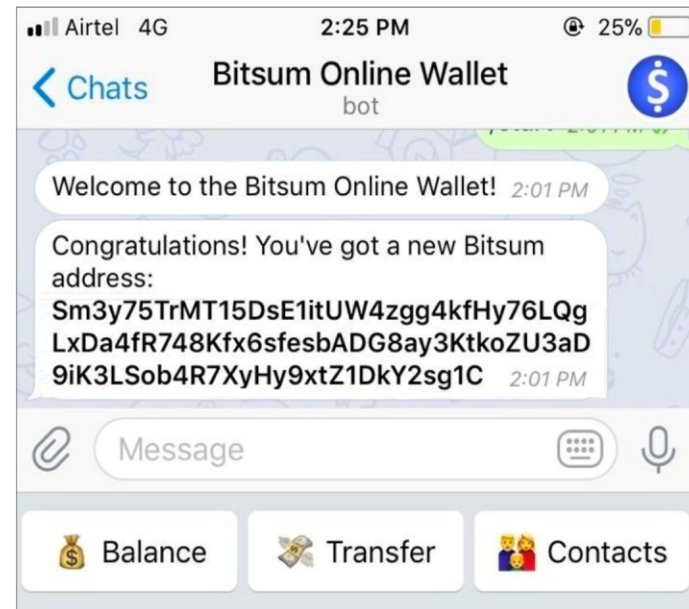 Airtel 4G 2:25 PM 25%
Chats Bitsum Online Wallet
bot
Welcome to the Bitsum Online Wallet! 2:01 PM
Congratulations! You've got a new Bitsum
address:
Sm3y75TrMT15DsE1itUW4zgg4kfHy76LQg
LxDa4fR748Kfx6sfesbADG8ay3KtkoZU3aD
9iK3LSob4R7XyHy9xtZ1DkY2sg1C 2:01 PM
Message
Balance Transfer Contacts